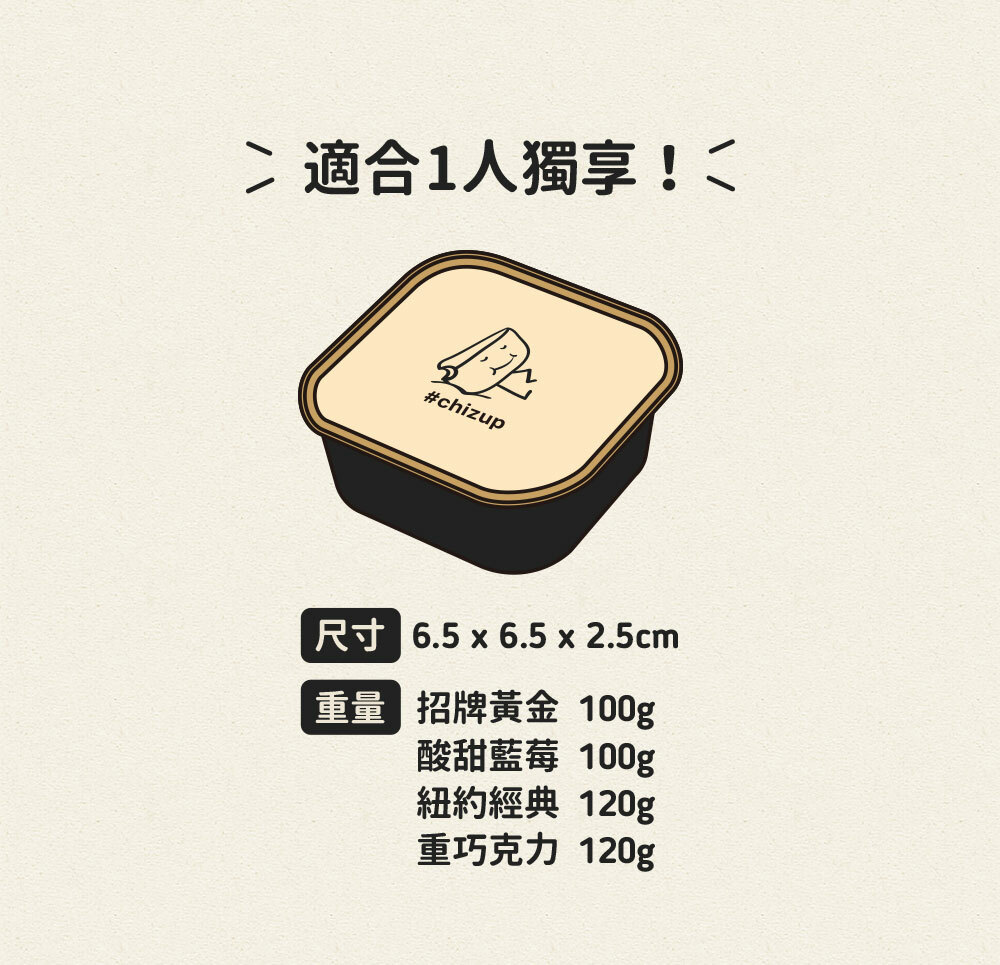 適合1人獨享！
#chizup
尺寸 6.5 x 6.5 x 2.5cm
重量 招牌黃金 100g
酸甜藍莓 100g
紐約經典 120g
重巧克力 120g